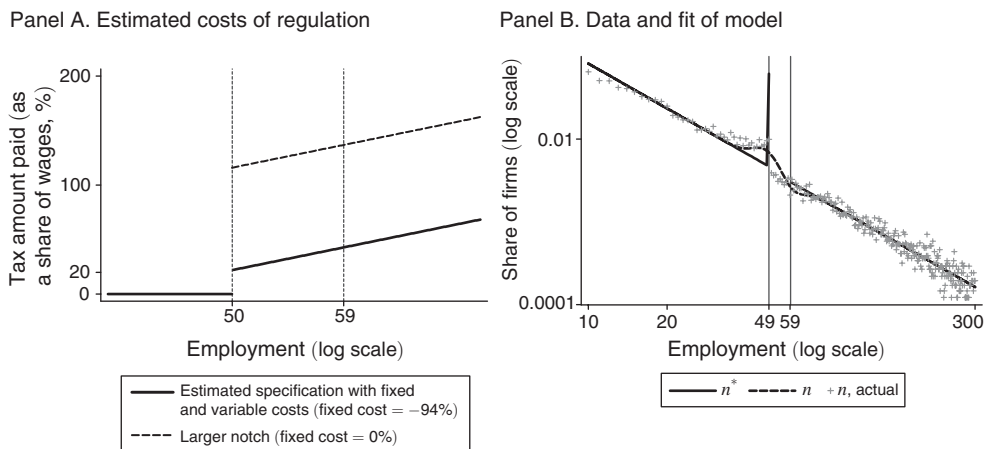 Panel A. Estimated costs of regulation
Tax amount paid (as
a share of wages, %)
200
100
20
0
50
59
Employment (log scale)
Estimated specification with fixed
and variable costs (fixed cost = −94%)
Larger notch (fixed cost = 0%)
Panel B. Data and fit of model
Share of firms (log scale)
0.01
0.0001
10
20
49 59
300
Employment (log scale)
n* n n, actual